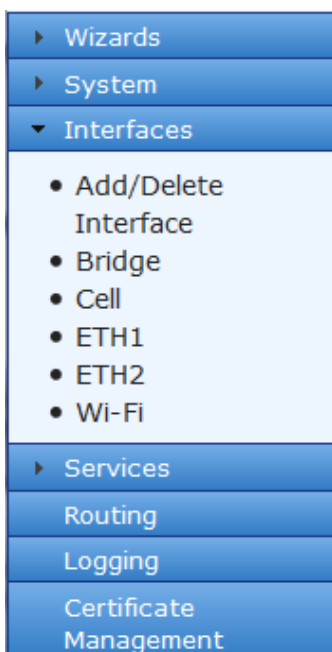 Wizards
System
Interfaces
Add/Delete
Interface
Bridge
Cell
ETH1
ETH2
Wi-Fi
Services
Routing
Logging
Certificate
Management